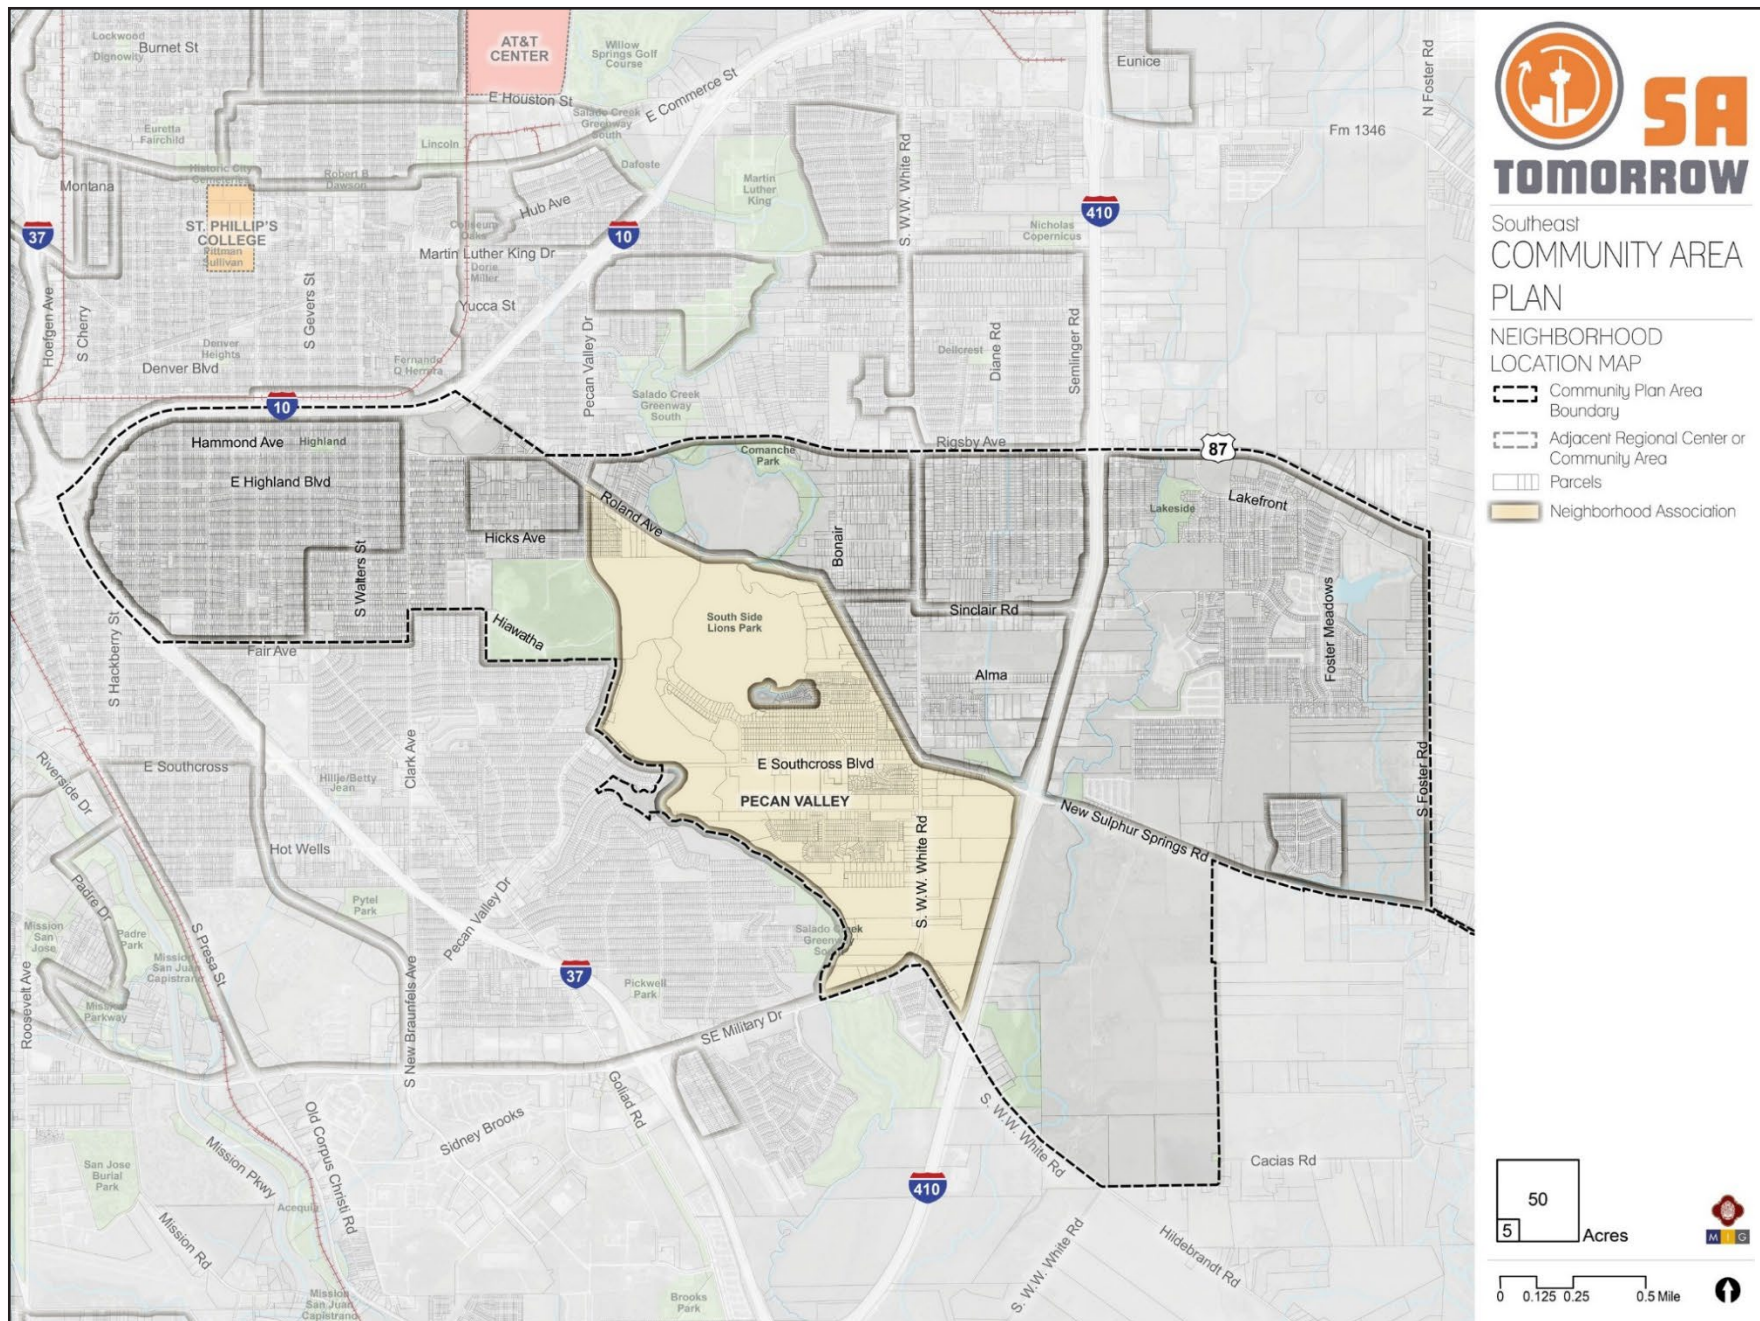 Lockwood
Dignowity
Burnet St
AT&T
CENTER
Willow
Springs Golf
Course
Eunice
N Foster Rd
E Houston St
E Commerce St
Salado Creek
Greenway
South
Euretta
Fairchild
Lincoln
Fm 1346
Historic City
Cemeteries
Robert B
Dawson
Dafoste
Martin
Luther
King
S. W.W. White Rd
Montana
Hub Ave
37
ST. PHILLIP'S
COLLEGE
Pittman
Sullivan
Coliseum
Oaks
10
410
Nicholas
Copernicus
Martin Luther King Dr
Dorie
Miller
Yucca St
Hoefgen Ave
S Cherry
S Gevers St
Pecan Valley Dr
Diane Rd
Semlinger Rd
Denver
Heights
Denver Blvd
Fernando
Q Herrera
Dellcrest
Salado Creek
Greenway
South
10
Hammond Ave
Highland
Rigsby Ave
87
Comanche
Park
E Highland Blvd
Roland Ave
Lakefront
Lakeside
Hicks Ave
Bonair
S Walters St
Sinclair Rd
South Side
Lions Park
Hiawatha
Foster Meadows
S Hackberry St
Fair Ave
Alma
Riverside Dr
E Southcross
Hillje/Betty
Jean
Clark Ave
E Southcross Blvd
PECAN VALLEY
S Foster Rd
New Sulphur Springs Rd
S. W.W. White Rd
Hot Wells
Padre Dr
Pytel
Park
Pecan Valley Dr
Mission
San
Jose
Padre
Park
Mission
San Juan
Capistrano
S Presa St
Salado Creek
Greenway
South
37
Pickwell
Park
Mission
Parkway
Roosevelt Ave
S New Braunfels Ave
SE Military Dr
Goliad Rd
Sidney Brooks
Old Corpus Christi Rd
S. W.W. White Rd
San Jose
Burial
Park
Mission Pkwy
Cacias Rd
410
Acequia
Mission Rd
S. W.W. White Rd
Hildebrandt Rd
Mission
San Juan
Capistrano
Brooks
Park
SA
TOMORROW
Southeast
COMMUNITY AREA
PLAN
NEIGHBORHOOD
LOCATION MAP
Community Plan Area
Boundary
Adjacent Regional Center or
Community Area
Parcels
Neighborhood Association
50
5
Acres
M I G
0 0.125 0.25 0.5 Mile